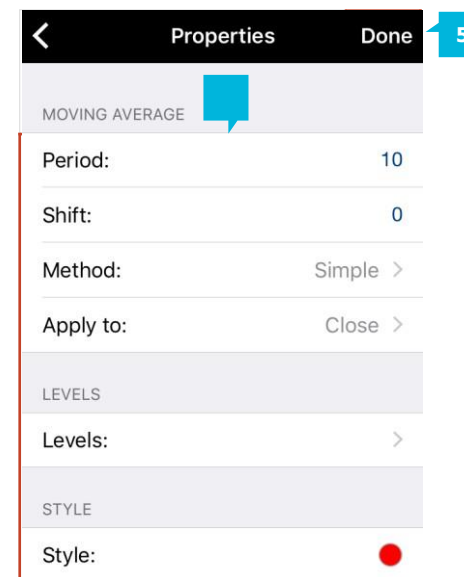 Properties Done 5
MOVING AVERAGE
Period: 10
Shift: 0
Method: Simple >
Apply to: Close >
LEVELS
Levels: >
STYLE
Style: